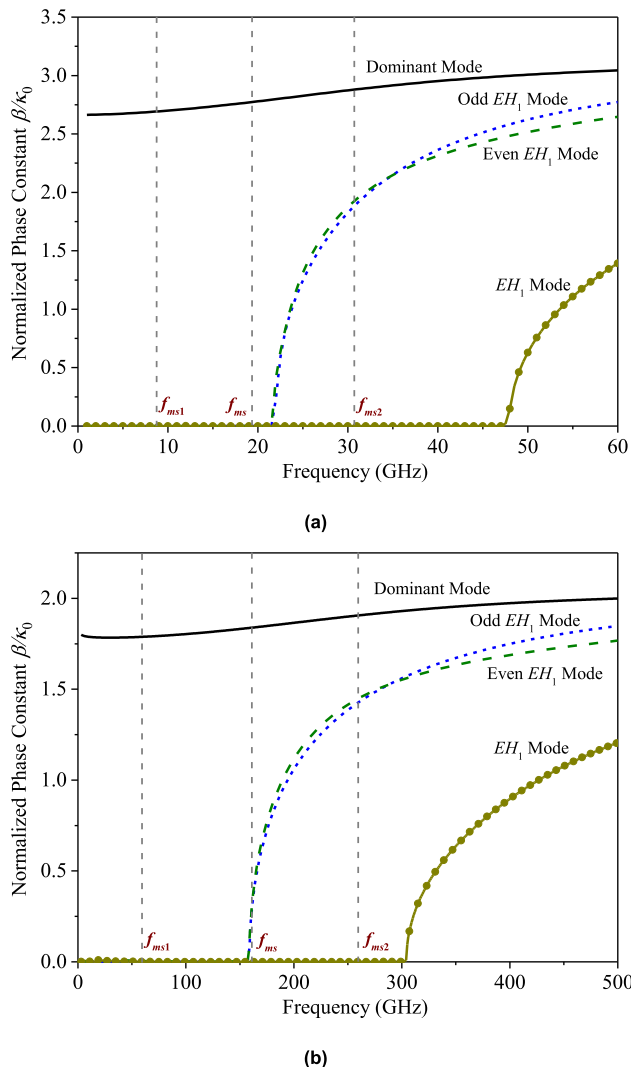 3.5
3.0
2.5
2.0
1.5
1.0
0.5
0.0
Normalized Phase Constant β/κ0
Dominant Mode
Odd EH1 Mode
Even EH1 Mode
EH1 Mode
fms1
fms
fms2
0 10 20 30 40 50 60
Frequency (GHz)
(a)
2.0
1.5
1.0
0.5
0.0
Normalized Phase Constant β/κ0
Dominant Mode
Odd EH1 Mode
Even EH1 Mode
EH1 Mode
fms1
fms
fms2
0 100 200 300 400 500
Frequency (GHz)
(b)